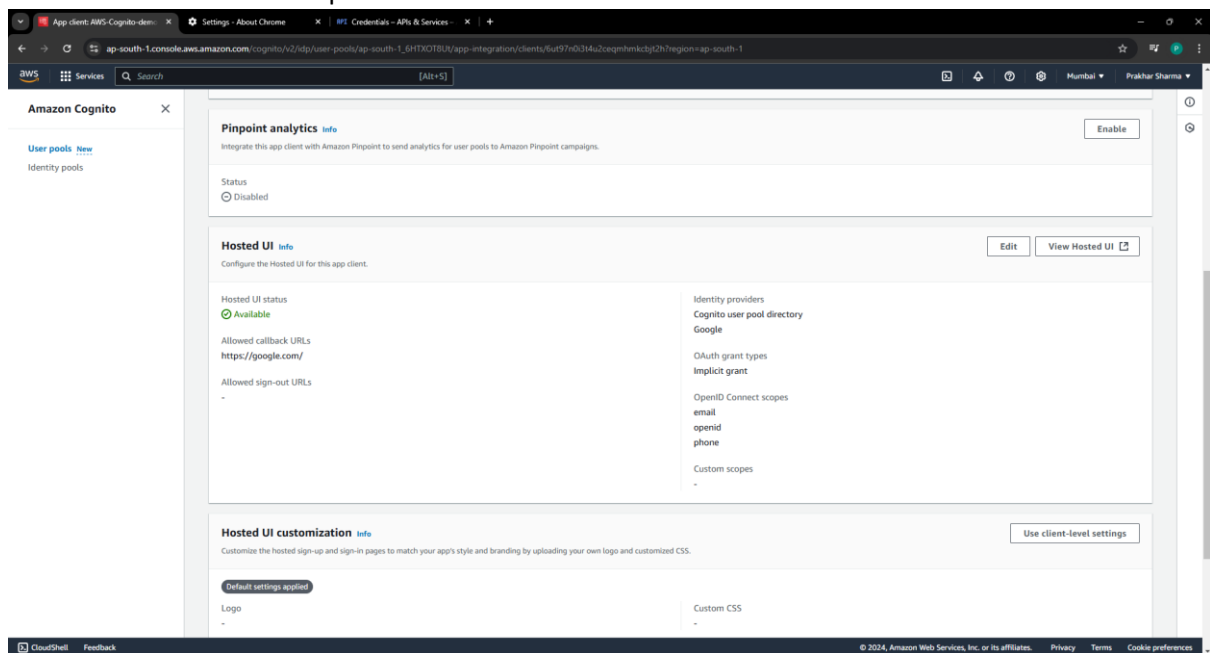 App client: AWS-Cognito-demo
Settings - About Chrome
API Credentials – APIs & Services –
ap-south-1.console.aws.amazon.com/cognito/v2/idp/user-pools/ap-south-1_6HTXOT8Ut/app-integration/clients/6ut97n0i3t4u2ceqmhmkcbjt2h?region=ap-south-1
aws Services Search [Alt+S] Mumbai Prakhar Sharma
Amazon Cognito
User pools New
Identity pools
Pinpoint analytics Info
Enable
Integrate this app client with Amazon Pinpoint to send analytics for user pools to Amazon Pinpoint campaigns.
Status
Disabled
Hosted UI Info
Edit View Hosted UI
Configure the Hosted UI for this app client.
Hosted UI status
Available
Allowed callback URLs
https://google.com/
Allowed sign-out URLs
-
Identity providers
Cognito user pool directory
Google
OAuth grant types
Implicit grant
OpenID Connect scopes
email
openid
phone
Custom scopes
-
Hosted UI customization Info
Use client-level settings
Customize the hosted sign-up and sign-in pages to match your app's style and branding by uploading your own logo and customized CSS.
Default settings applied
Logo
-
Custom CSS
-
CloudShell Feedback © 2024, Amazon Web Services, Inc. or its affiliates. Privacy Terms Cookie preferences